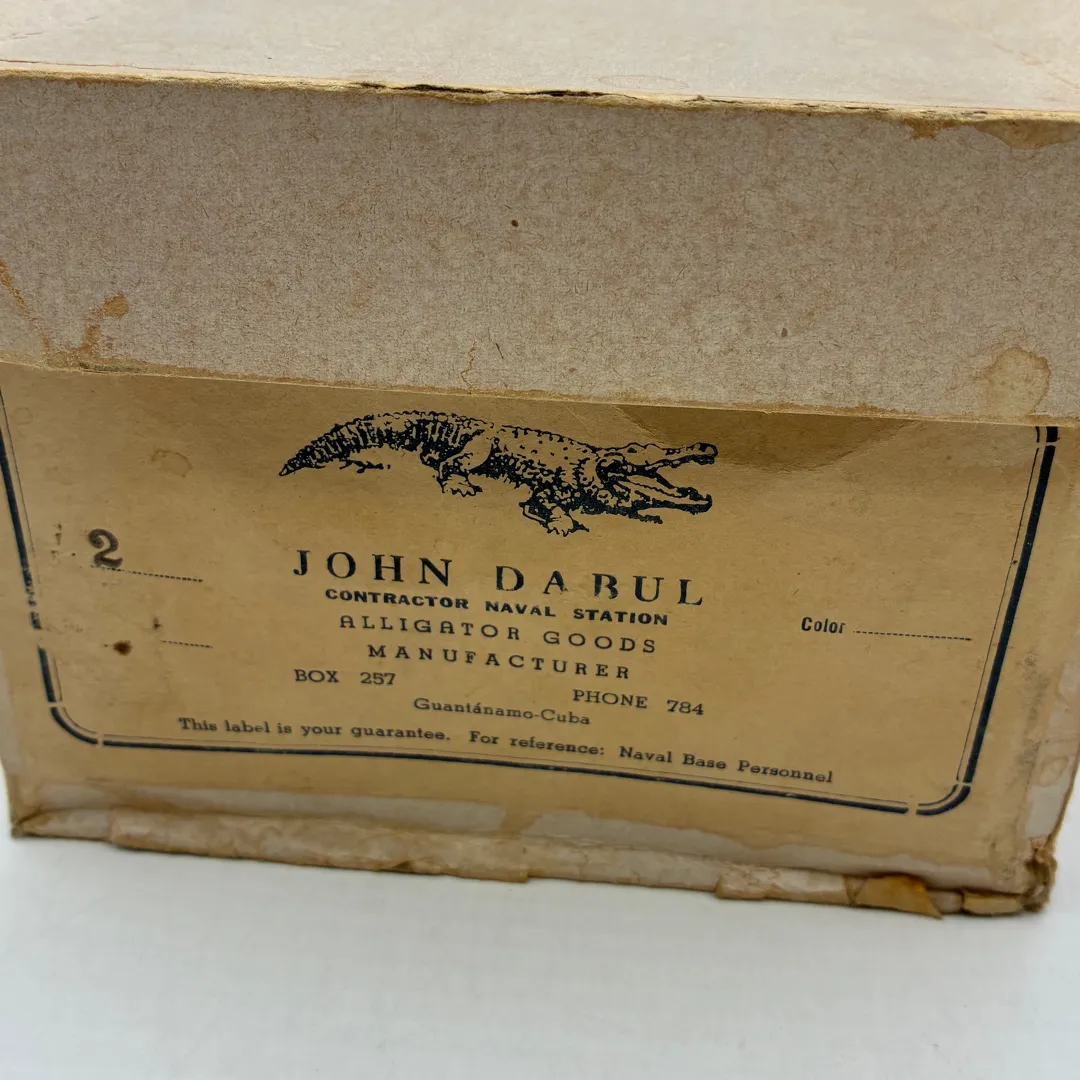 2
JOHN DABUL
CONTRACTOR NAVAL STATION
ALLIGATOR GOODS
MANUFACTURER
Color
BOX 257 PHONE 784
Guantánamo-Cuba
This label is your guarantee. For reference: Naval Base Personnel